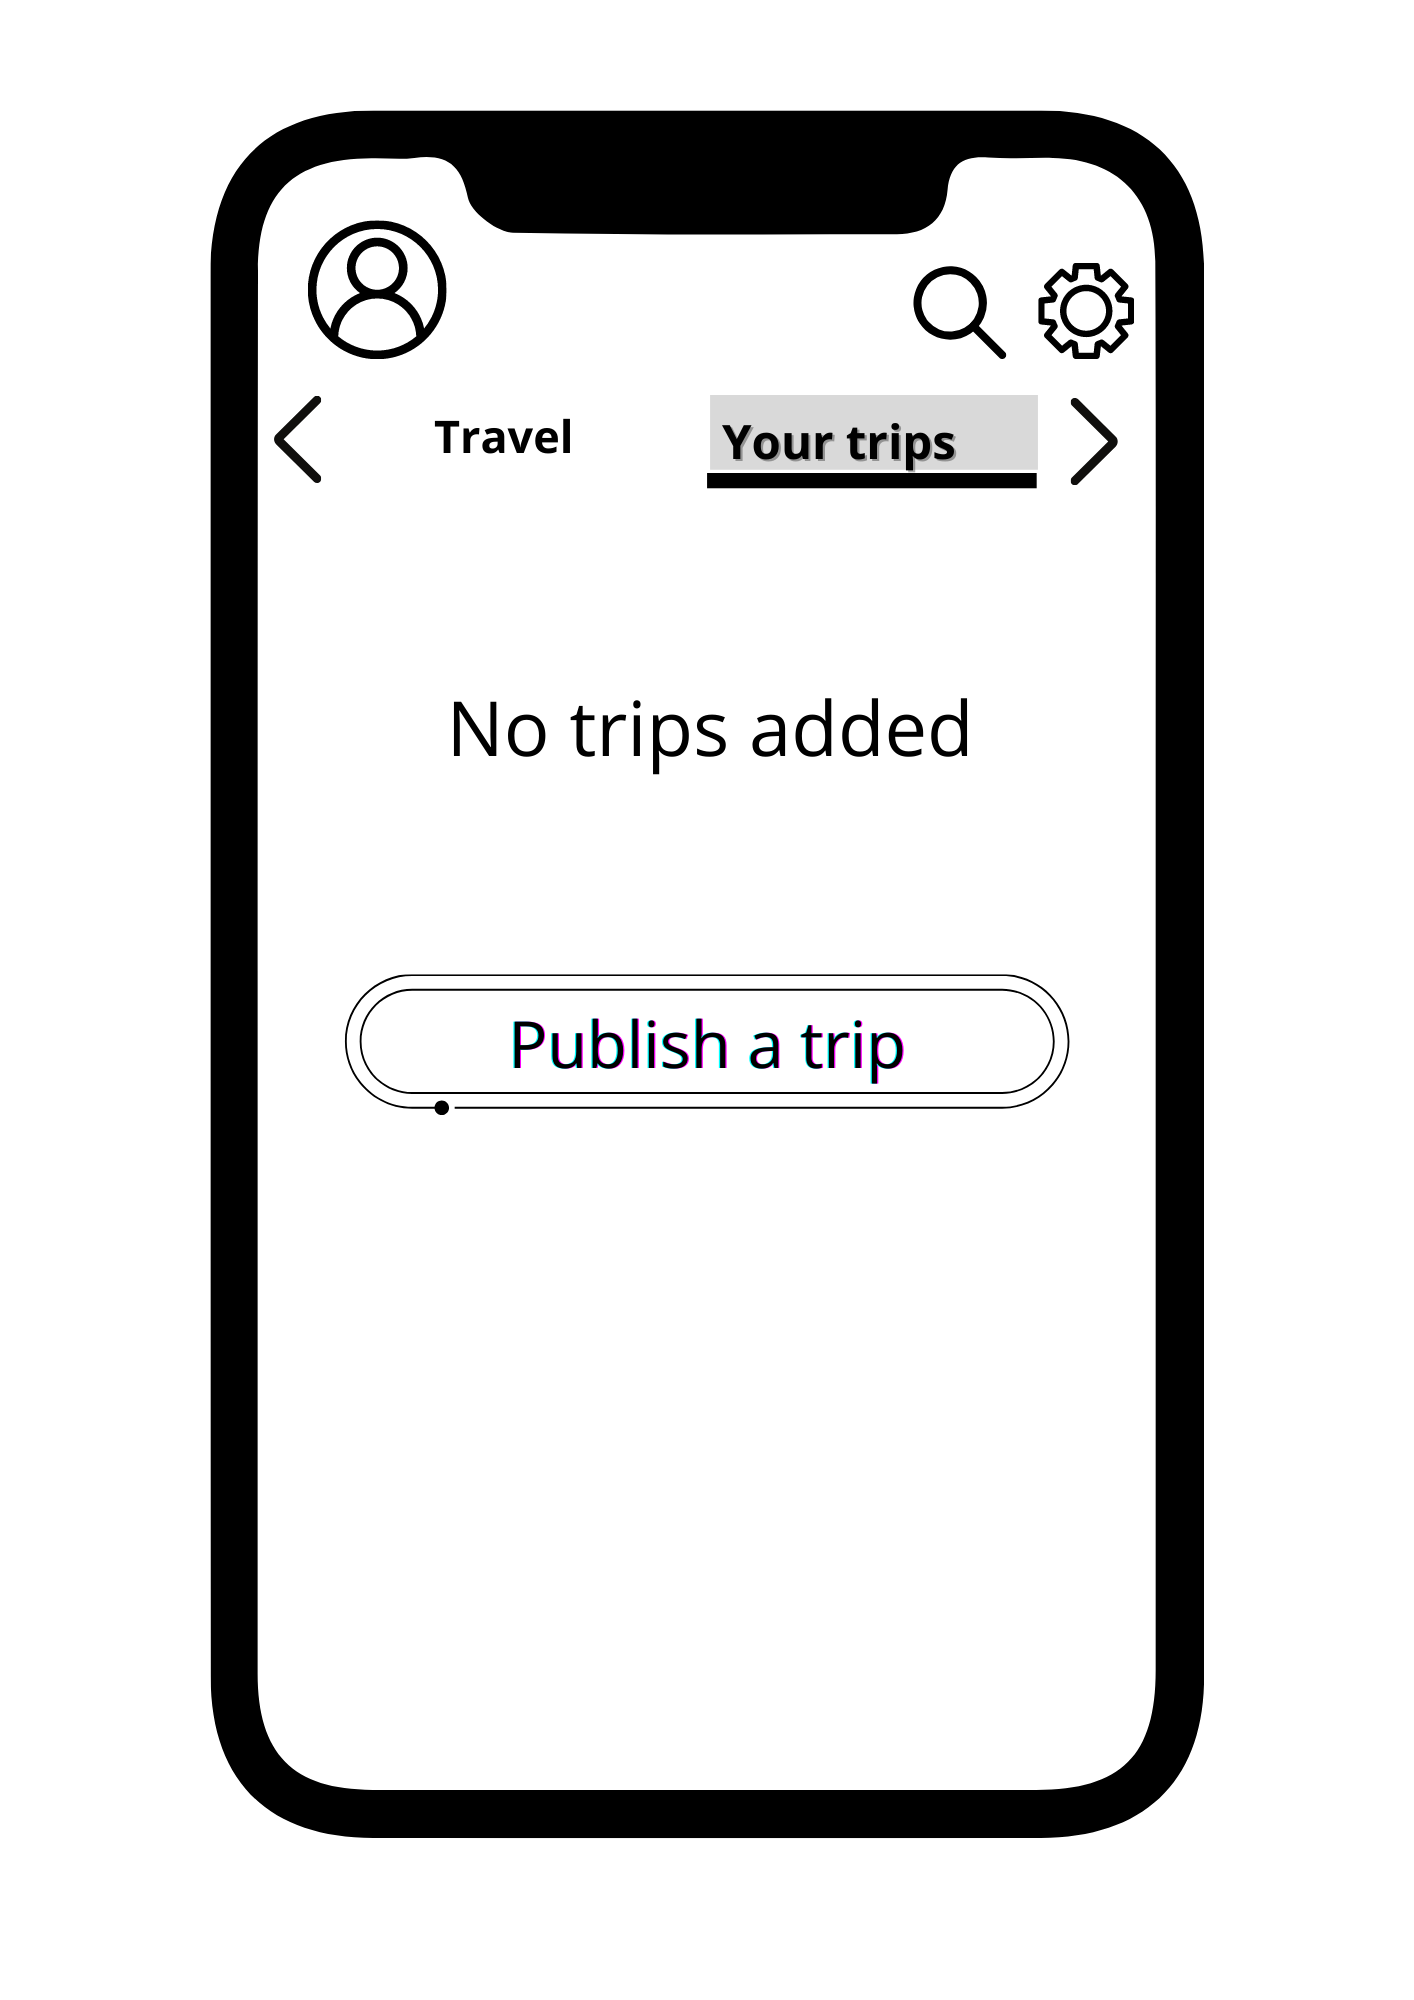 Travel
Your trips
No trips added
Publish a trip